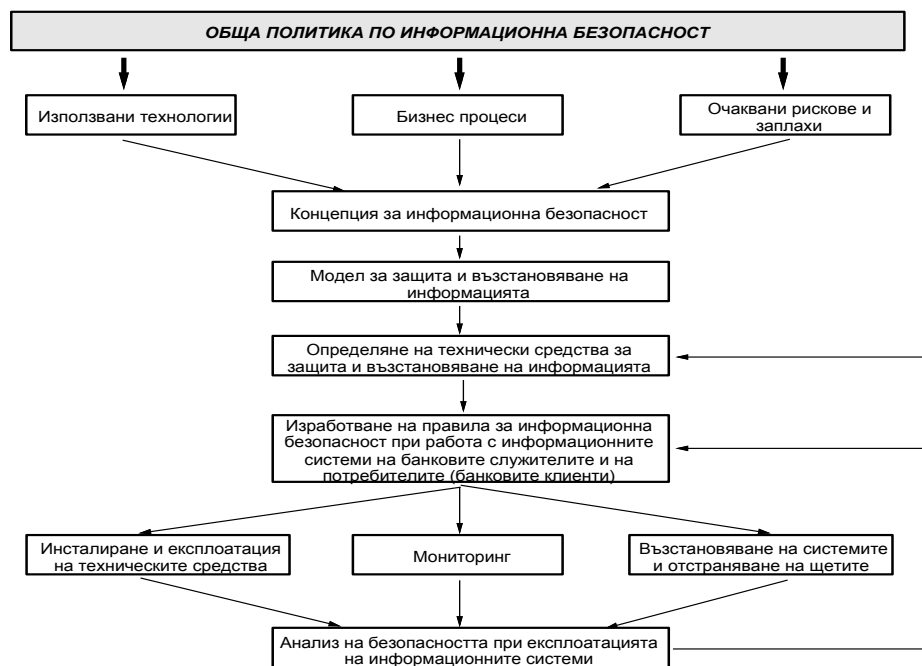 ОБЩА ПОЛИТИКА ПО ИНФОРМАЦИОННА БЕЗОПАСНОСТ
Използвани технологии
Бизнес процеси
Очаквани рискове и
заплахи
Концепция за информационна безопасност
Модел за защита и възстановяване на
информацията
Определяне на технически средства за
защита и възстановяване на информацията
Изработване на правила за информационна
безопасност при работа с информационните
системи на банковите служителите и на
потребителите (банковите клиенти)
Инсталиране и експлоатация
на техническите средства
Мониторинг
Възстановяване на системите
и отстраняване на щетите
Анализ на безопасността при експлоатацията
на информационните системи